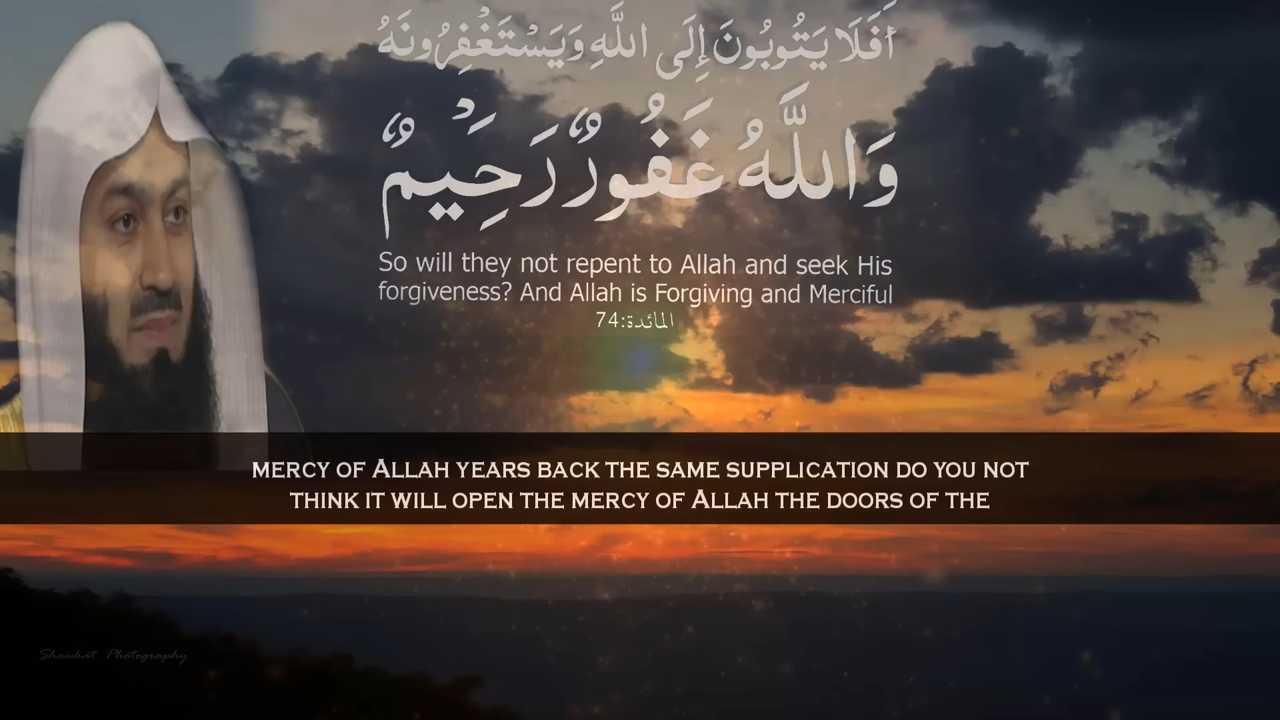 أَفَلَا يَتُوبُونَ إِلَى اللَّهِ وَيَسْتَغْفِرُونَهُ
وَاللَّهُ غَفُورٌ رَحِيمٌ
So will they not repent to Allah and seek His
forgiveness? And Allah is Forgiving and Merciful
المائدة:74
MERCY OF ALLAH YEARS BACK THE SAME SUPPLICATION DO YOU NOT
THINK IT WILL OPEN THE MERCY OF ALLAH THE DOORS OF THE
Shawkat Photography